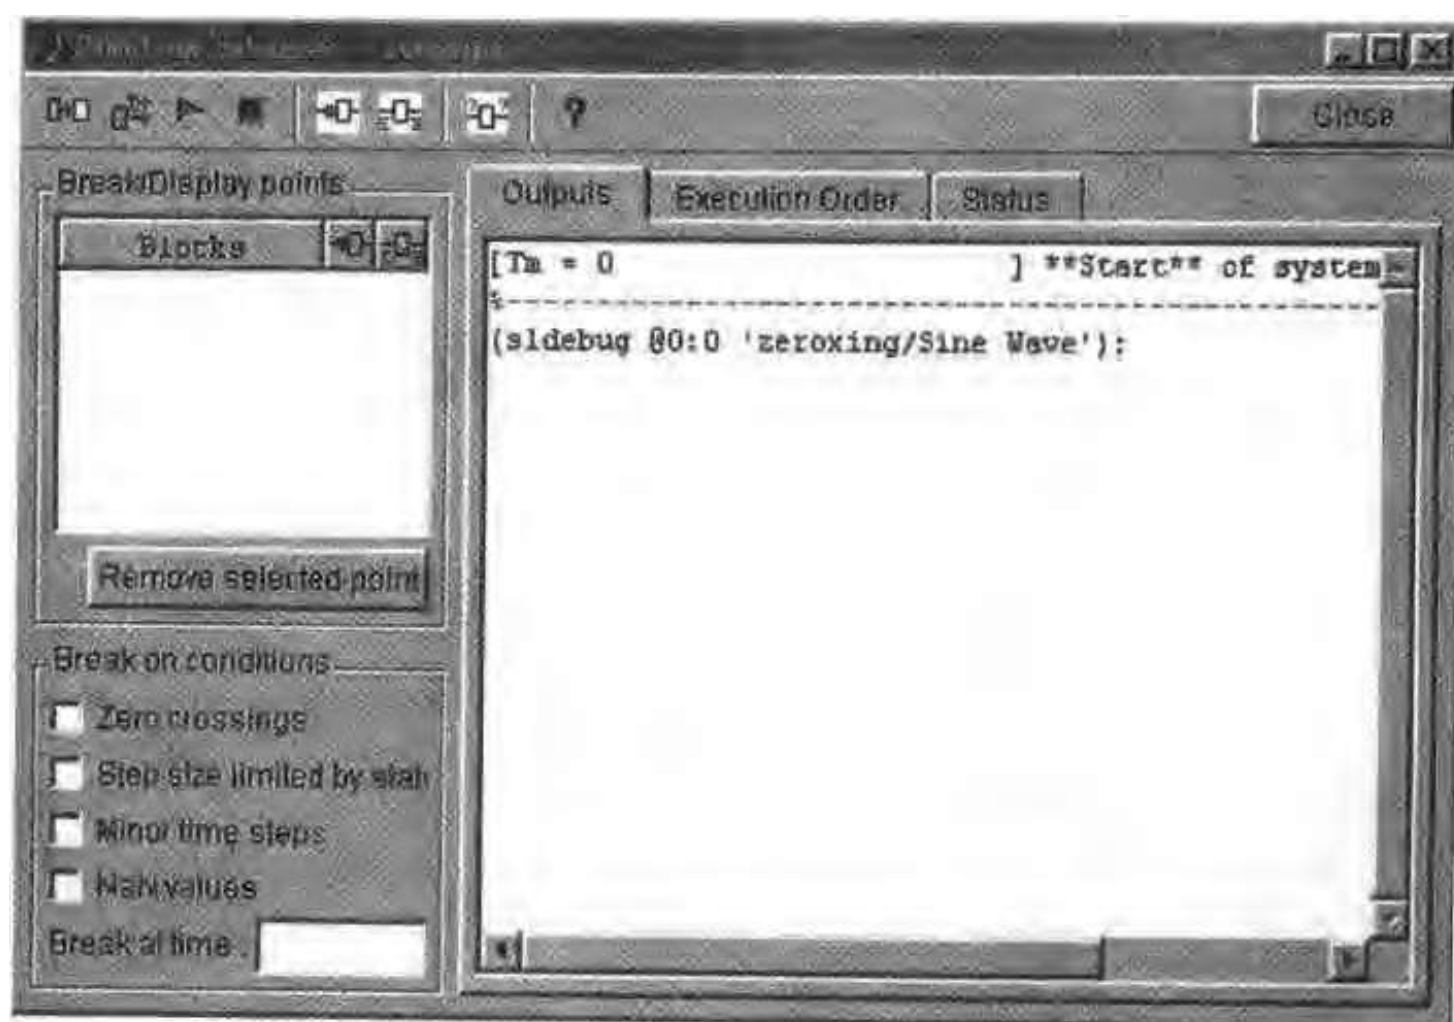 Close
Break/Display points
Blocks
Remove selected point
Break on conditions
Zero crossings
Step size limited by
Minor time steps
NaN values
Break at time :
Outputs
Execution Order
Status
[Tm = 0 ] **Start** of system
%----------------------------------------------------------------
(sldebug @0:0 'zeroxing/Sine Wave'):